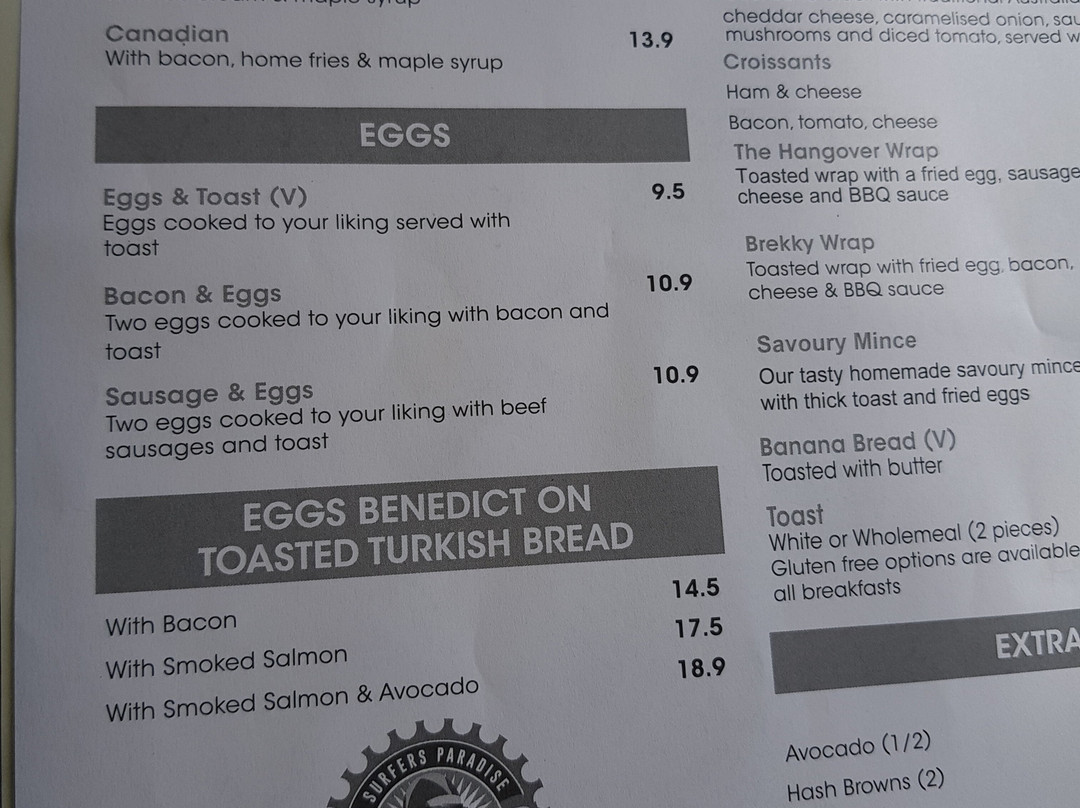 Canadian 13.9
With bacon, home fries & maple syrup
EGGS
Eggs & Toast (V) 9.5
Eggs cooked to your liking served with
toast
Bacon & Eggs 10.9
Two eggs cooked to your liking with bacon and
toast
Sausage & Eggs 10.9
Two eggs cooked to your liking with beef
sausages and toast
EGGS BENEDICT ON
TOASTED TURKISH BREAD
With Bacon 14.5
With Smoked Salmon 17.5
With Smoked Salmon & Avocado 18.9
SURFERS PARADISE
cheddar cheese, caramelised onion,
mushrooms and diced tomato, served
Croissants
Ham & cheese
Bacon, tomato, cheese
The Hangover Wrap
Toasted wrap with a fried egg, sausage
cheese and BBQ sauce
Brekky Wrap
Toasted wrap with fried egg, bacon,
cheese & BBQ sauce
Savoury Mince
Our tasty homemade savoury mince
with thick toast and fried eggs
Banana Bread (V)
Toasted with butter
Toast
White or Wholemeal (2 pieces)
Gluten free options are available
all breakfasts
EXTRA
Avocado (1/2)
Hash Browns (2)